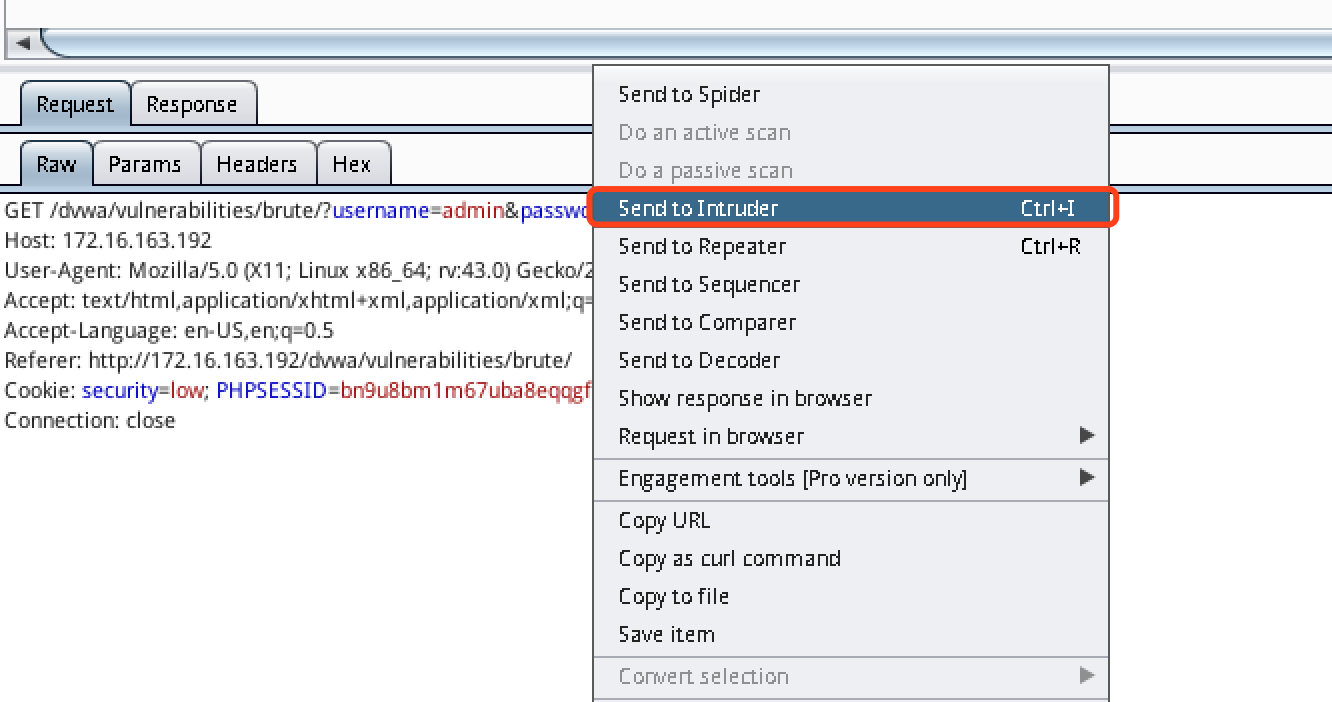 Request Response
Raw Params Headers Hex
GET /dvwa/vulnerabilities/brute/?username=admin&passwo
Host: 172.16.163.192
User-Agent: Mozilla/5.0 (X11; Linux x86_64; rv:43.0) Gecko/2
Accept: text/html,application/xhtml+xml,application/xml;q=
Accept-Language: en-US,en;q=0.5
Referer: http://172.16.163.192/dvwa/vulnerabilities/brute/
Cookie: security=low; PHPSESSID=bn9u8bm1m67uba8eqqgf
Connection: close
Send to Spider
Do an active scan
Do a passive scan
Send to Intruder Ctrl+I
Send to Repeater Ctrl+R
Send to Sequencer
Send to Comparer
Send to Decoder
Show response in browser
Request in browser
Engagement tools [Pro version only]
Copy URL
Copy as curl command
Copy to file
Save item
Convert selection